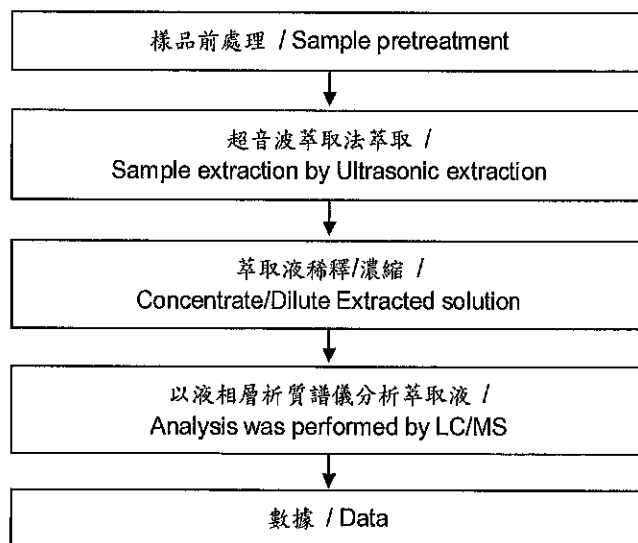 樣品前處理 / Sample pretreatment
超音波萃取法萃取 /
Sample extraction by Ultrasonic extraction
萃取液稀釋/濃縮 /
Concentrate/Dilute Extracted solution
以液相層析質譜儀分析萃取液 /
Analysis was performed by LC/MS
數據 / Data